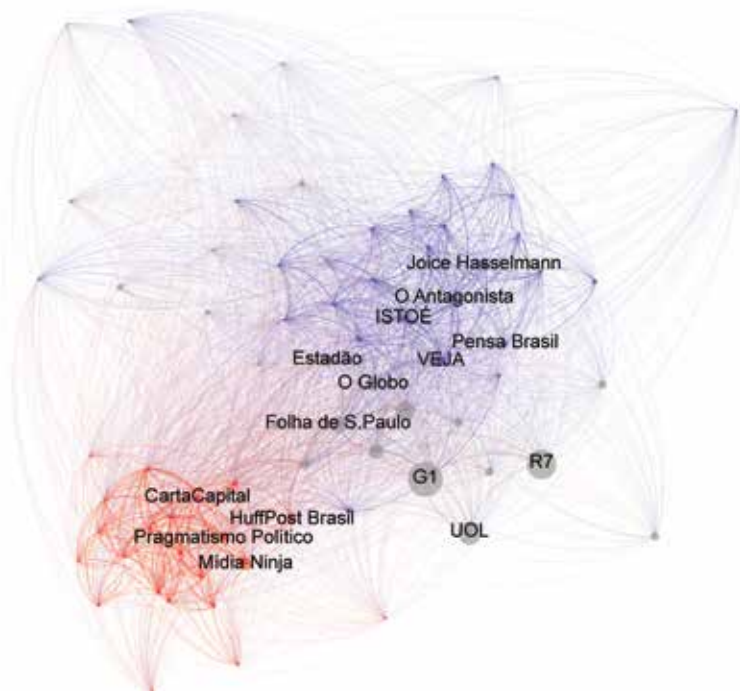 Joice Hasselmann
O Antagonista
ISTOÉ
Pensa Brasil
Estadão
VEJA
O Globo
Folha de S.Paulo
R7
G1
CartaCapital
HuffPost Brasil
UOL
Pragmatismo Político
Mídia Ninja